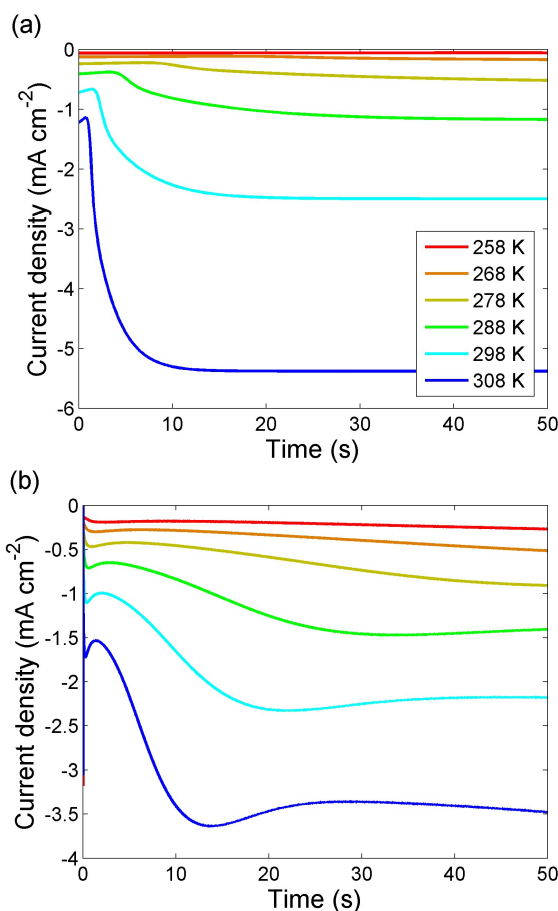 (a)
0
-1
-2
-3
-4
-5
-6
Current density (mA cm-2)
258 K
268 K
278 K
288 K
298 K
308 K
0 10 20 30 40 50
Time (s)
(b)
0
-0.5
-1
-1.5
-2
-2.5
-3
-3.5
-4
Current density (mA cm-2)
0 10 20 30 40 50
Time (s)